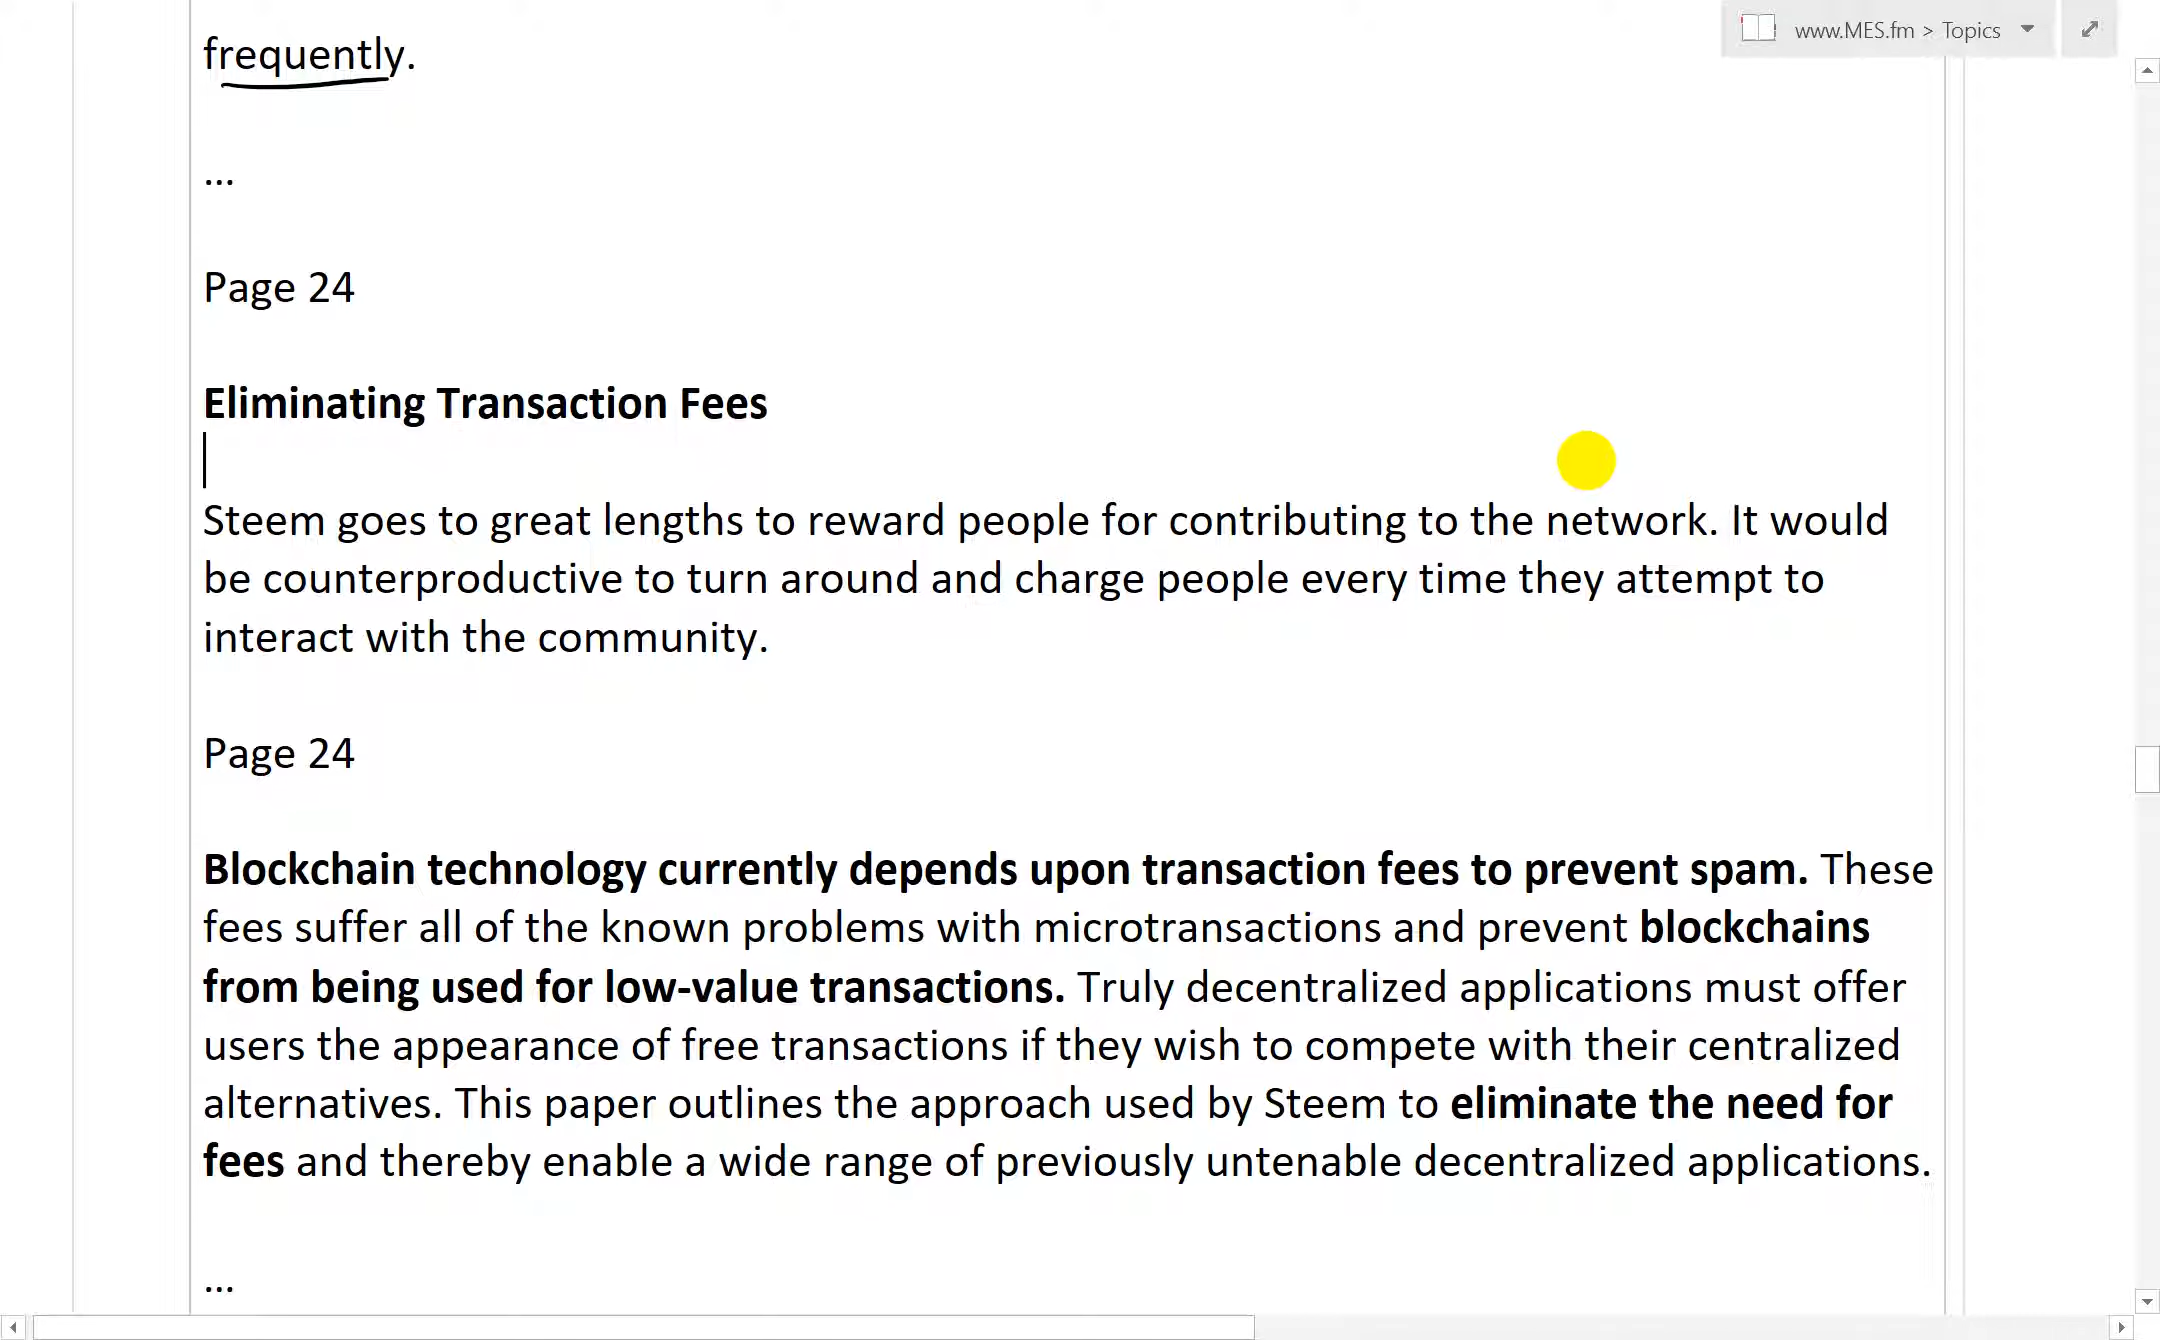 www.MES.fm > Topics
frequently.
...
Page 24
Eliminating Transaction Fees
Steem goes to great lengths to reward people for contributing to the network. It would
be counterproductive to turn around and charge people every time they attempt to
interact with the community.
Page 24
Blockchain technology currently depends upon transaction fees to prevent spam. These
fees suffer all of the known problems with microtransactions and prevent blockchains
from being used for low-value transactions. Truly decentralized applications must offer
users the appearance of free transactions if they wish to compete with their centralized
alternatives. This paper outlines the approach used by Steem to eliminate the need for
fees and thereby enable a wide range of previously untenable decentralized applications.
...